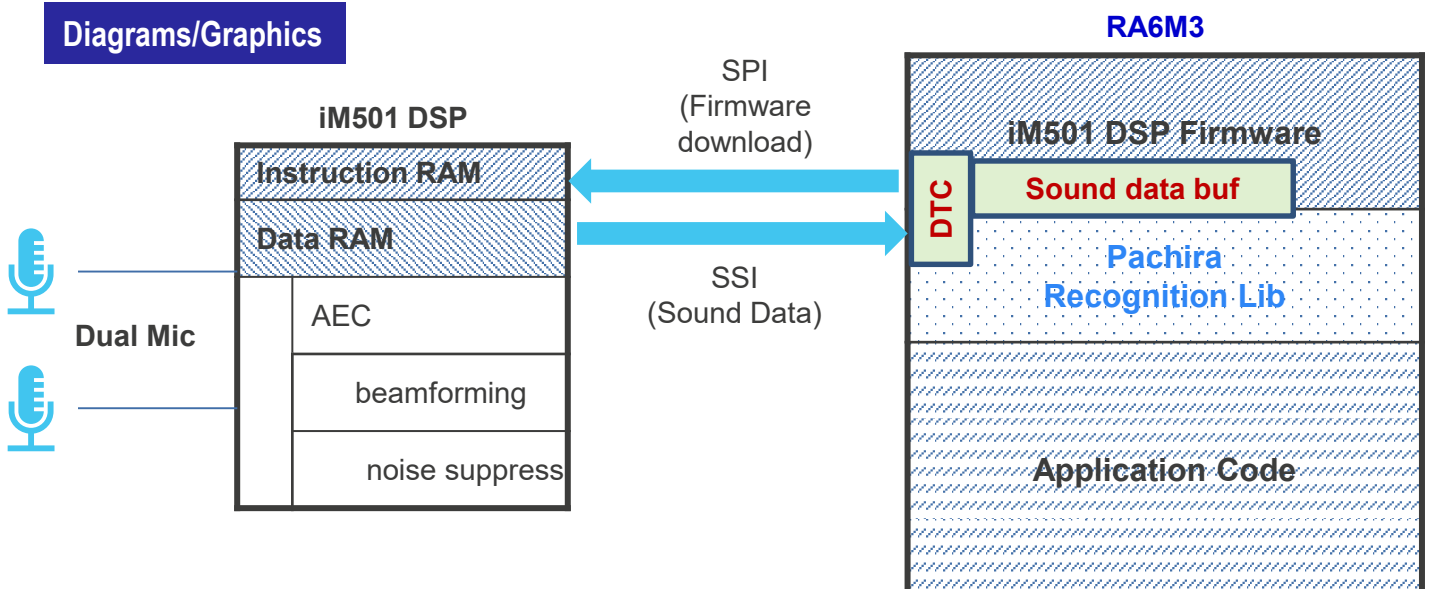 Diagrams/Graphics
RA6M3
SPI
(Firmware
download)
iM501 DSP
iM501 DSP Firmware
Instruction RAM
DTC
Sound data buf
Data RAM
SSI
(Sound Data)
Pachira
Recognition Lib
AEC
Dual Mic
beamforming
noise suppress
Application Code